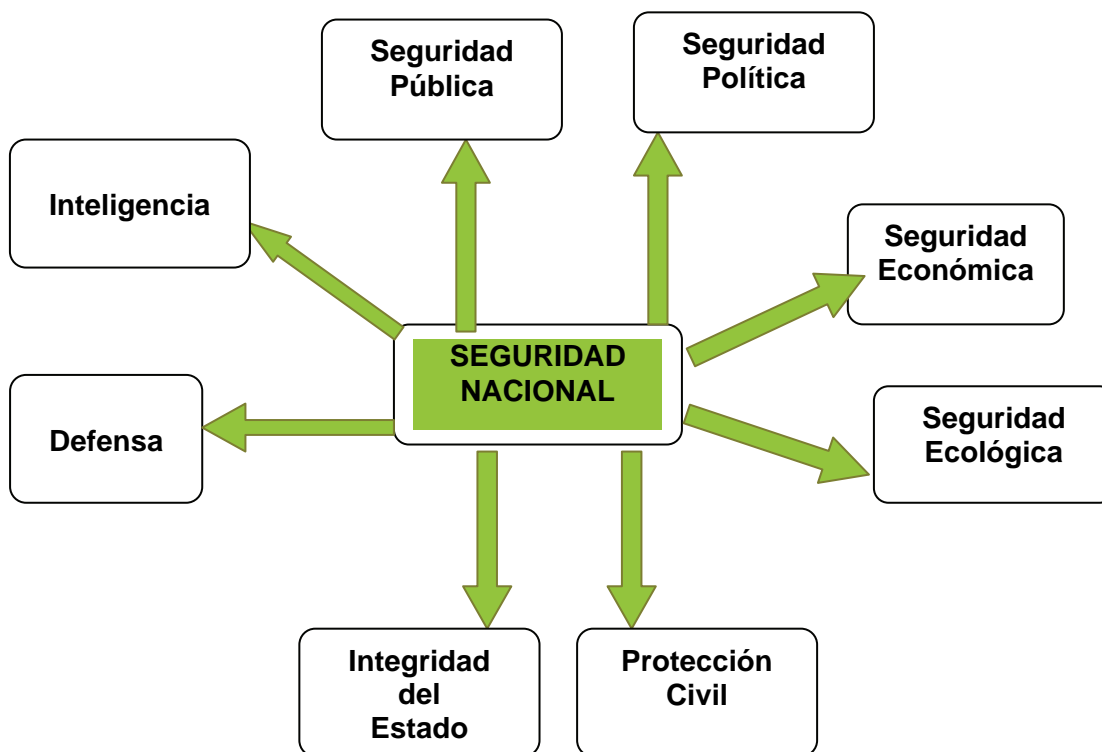 Seguridad
Pública
Seguridad
Política
Inteligencia
Seguridad
Económica
SEGURIDAD
NACIONAL
Defensa
Seguridad
Ecológica
Integridad
del
Estado
Protección
Civil